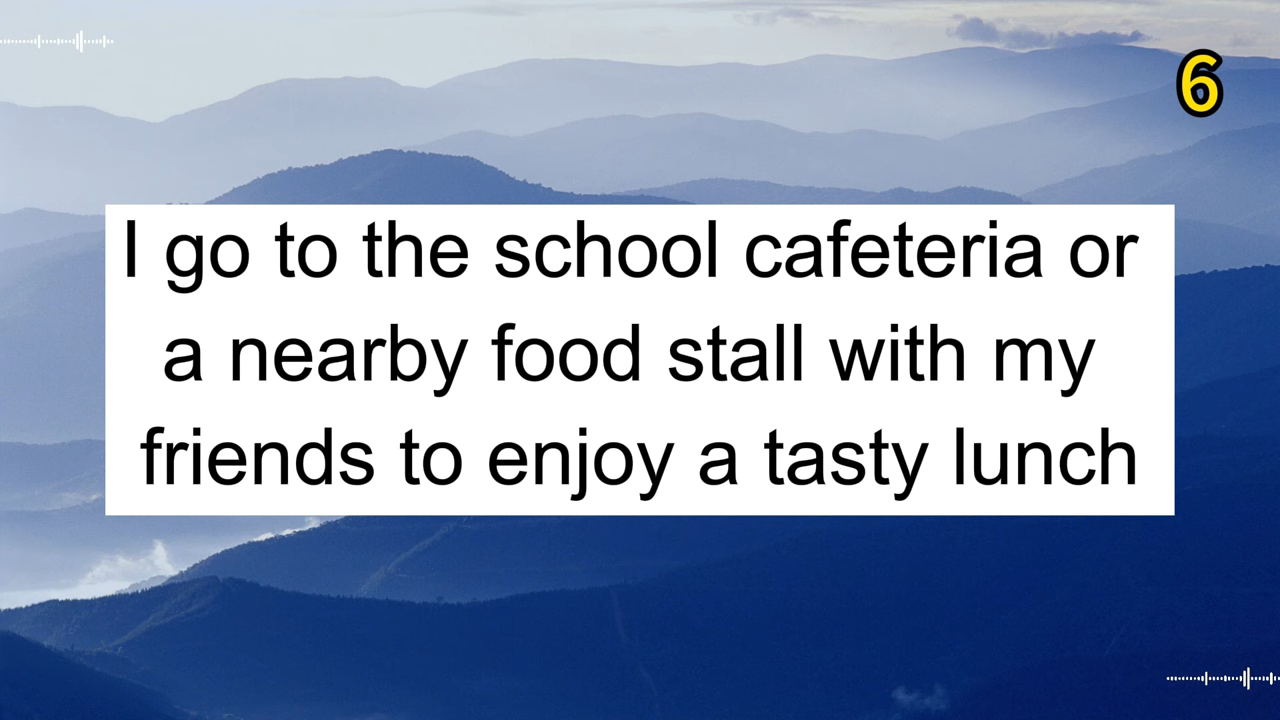 6
I go to the school cafeteria or
a nearby food stall with my
friends to enjoy a tasty lunch